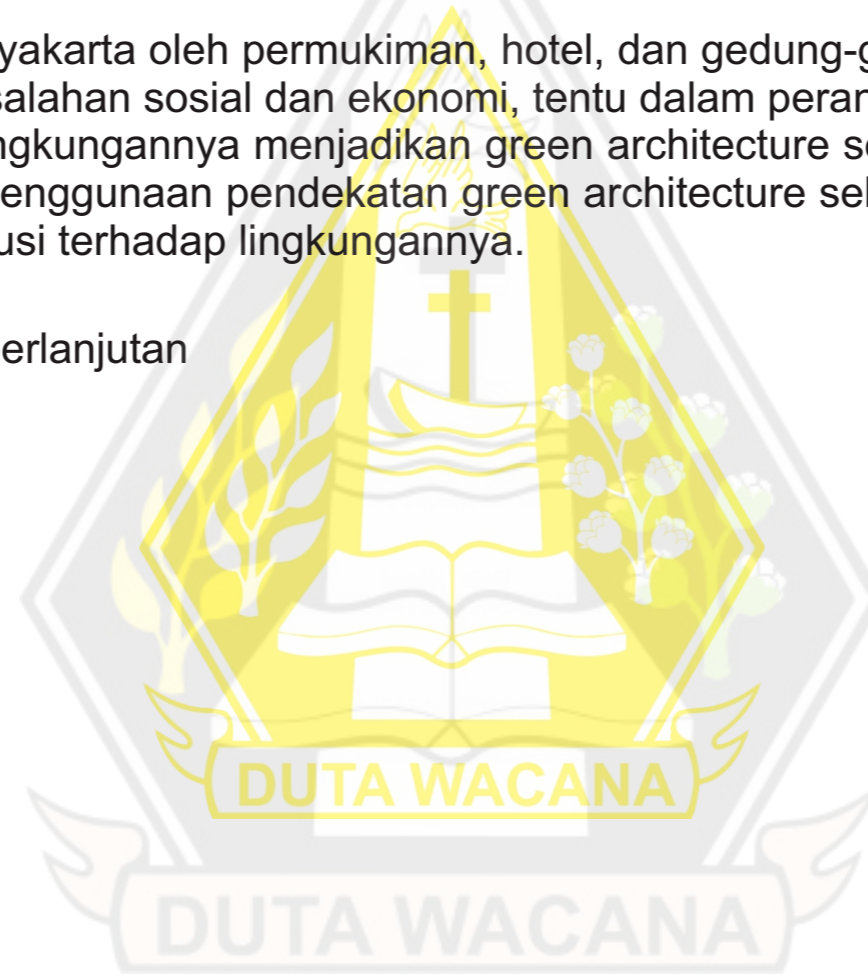 yakarta oleh permukiman, hotel, dan gedung-g
salahan sosial dan ekonomi, tentu dalam peran
ngkungannya menjadikan green architecture se
enggunaan pendekatan green architecture sel
usi terhadap lingkungannya.
erlanjutan
DUTA WACANA
DUTA WACANA